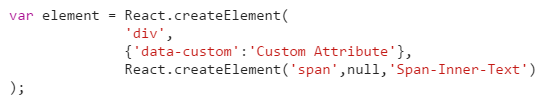 var element = React.createElement(
'div',
{'data-custom':'Custom Attribute'},
React.createElement('span',null,'Span-Inner-Text')
);